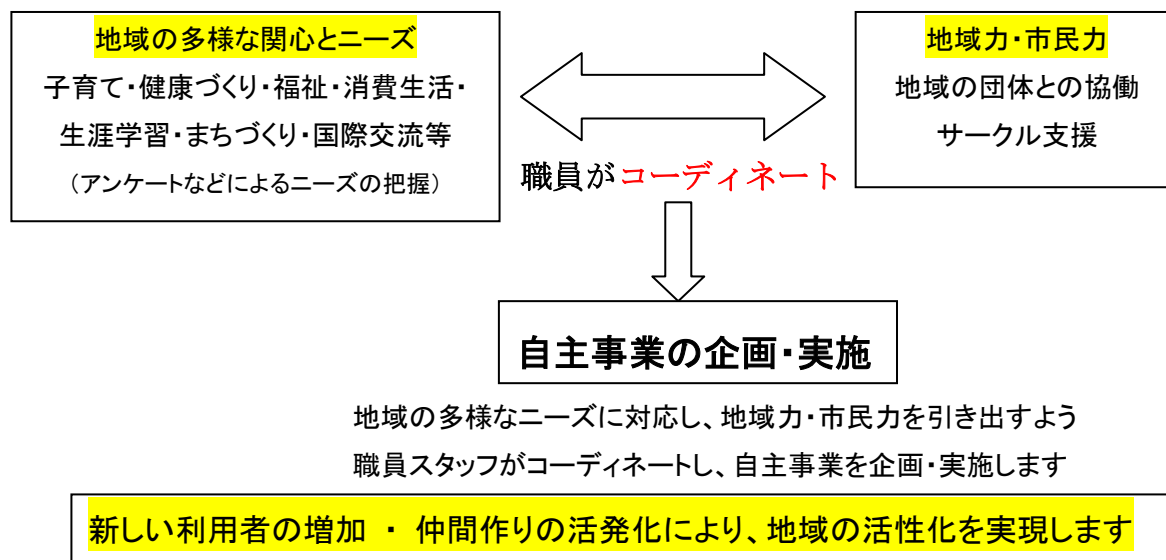 地域の多様な関心とニーズ
子育て・健康づくり・福祉・消費生活・
生涯学習・まちづくり・国際交流等
（アンケートなどによるニーズの把握）
職員がコーディネート
地域力・市民力
地域の団体との協働
サークル支援
自主事業の企画・実施
地域の多様なニーズに対応し、地域力・市民力を引き出すよう
職員スタッフがコーディネートし、自主事業を企画・実施します
新しい利用者の増加 ・ 仲間作りの活発化により、地域の活性化を実現します